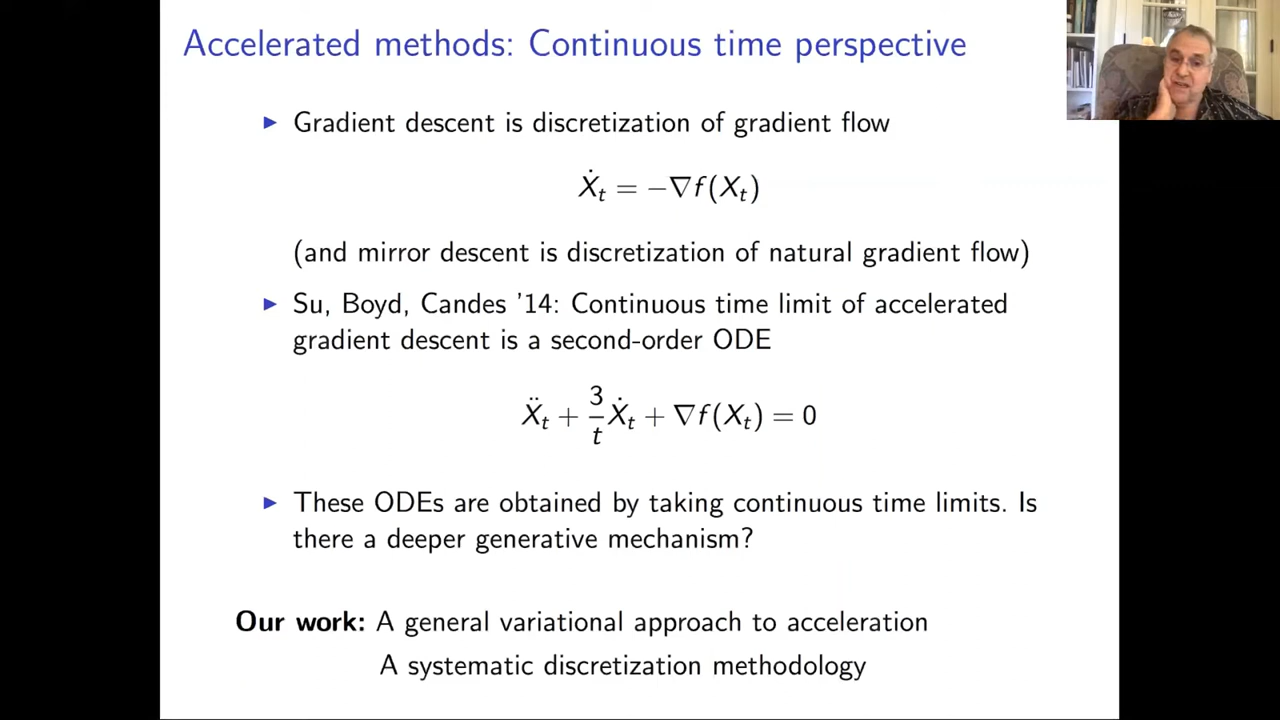 Accelerated methods: Continuous time perspective
▶ Gradient descent is discretization of gradient flow
Ẋ_t = −∇f(X_t)
(and mirror descent is discretization of natural gradient flow)
▶ Su, Boyd, Candes '14: Continuous time limit of accelerated
gradient descent is a second-order ODE
Ẍ_t + 3/t Ẋ_t + ∇f(X_t) = 0
▶ These ODEs are obtained by taking continuous time limits. Is
there a deeper generative mechanism?
Our work: A general variational approach to acceleration
A systematic discretization methodology